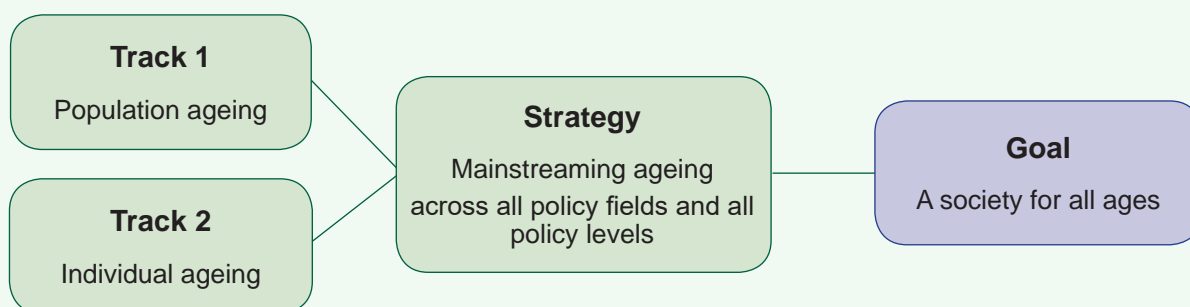 Track 1
Population ageing
Track 2
Individual ageing
Strategy
Mainstreaming ageing
across all policy fields and all
policy levels
Goal
A society for all ages